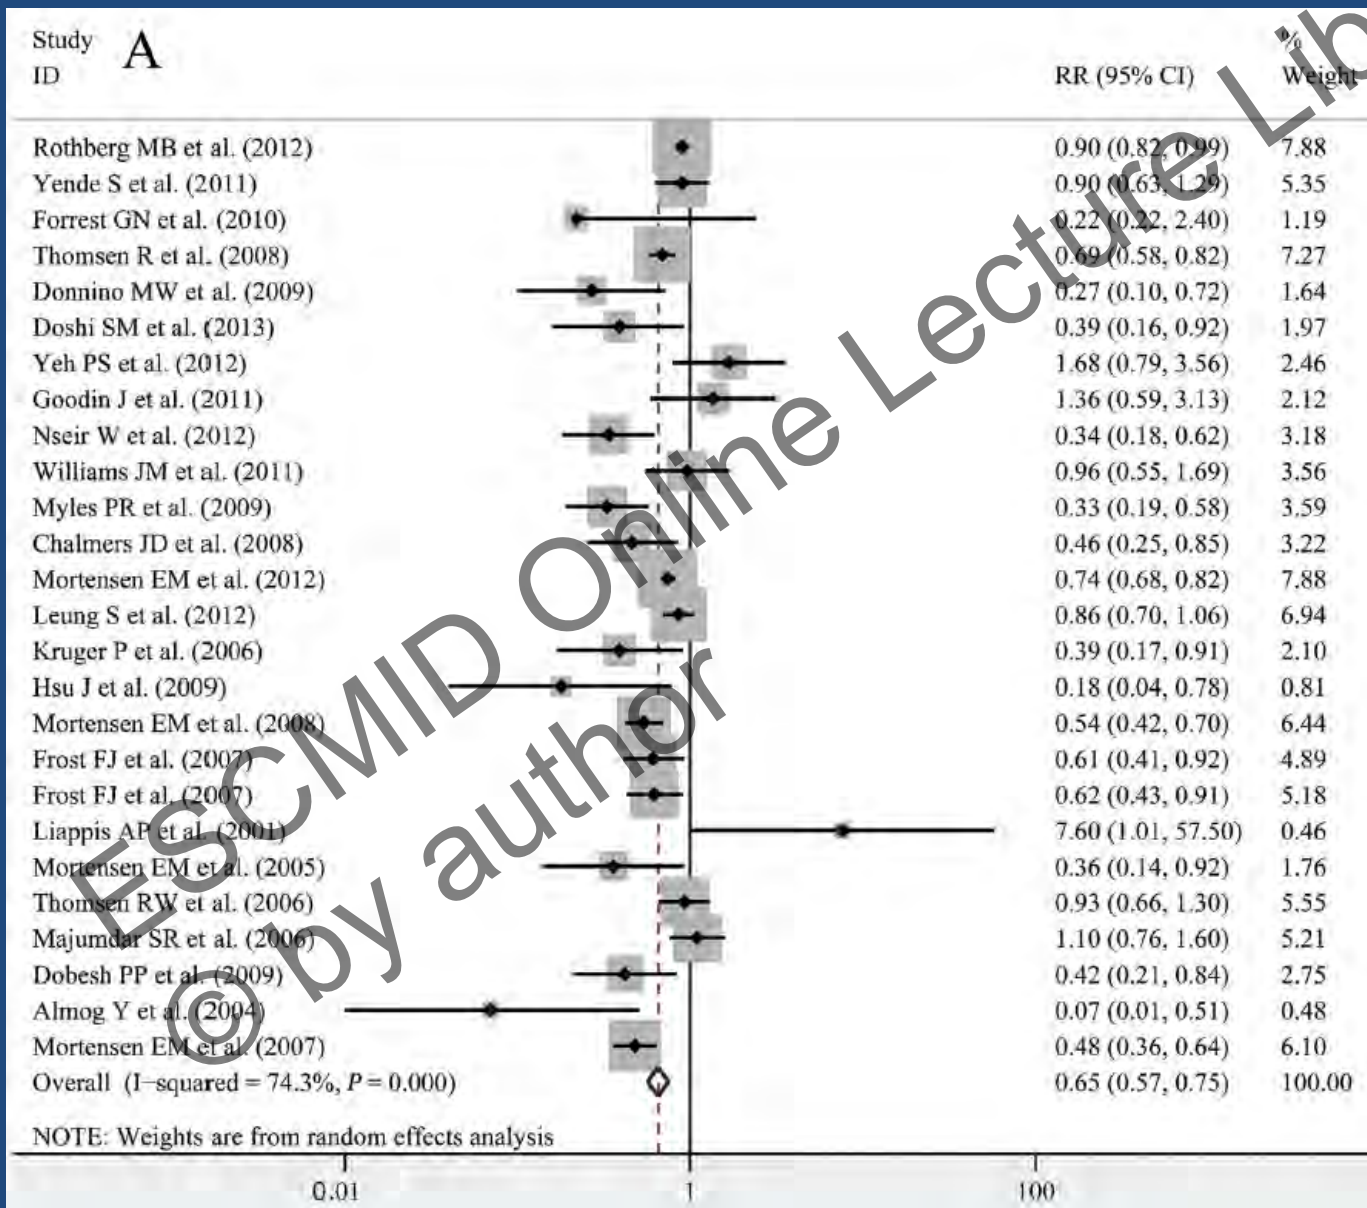 Study A %
ID RR (95% CI) Weight
Rothberg MB et al. (2012) 0.90 (0.82, 0.99) 7.88
Yende S et al. (2011) 0.90 (0.63, 1.29) 5.35
Forrest GN et al. (2010) 0.22 (0.22, 2.40) 1.19
Thomsen R et al. (2008) 0.69 (0.58, 0.82) 7.27
Donnino MW et al. (2009) 0.27 (0.10, 0.72) 1.64
Doshi SM et al. (2013) 0.39 (0.16, 0.92) 1.97
Yeh PS et al. (2012) 1.68 (0.79, 3.56) 2.46
Goodin J et al. (2011) 1.36 (0.59, 3.13) 2.12
Nseir W et al. (2012) 0.34 (0.18, 0.62) 3.18
Williams JM et al. (2011) 0.96 (0.55, 1.69) 3.56
Myles PR et al. (2009) 0.33 (0.19, 0.58) 3.59
Chalmers JD et al. (2008) 0.46 (0.25, 0.85) 3.22
Mortensen EM et al. (2012) 0.74 (0.68, 0.82) 7.88
Leung S et al. (2012) 0.86 (0.70, 1.06) 6.94
Kruger P et al. (2006) 0.39 (0.17, 0.91) 2.10
Hsu J et al. (2009) 0.18 (0.04, 0.78) 0.81
Mortensen EM et al. (2008) 0.54 (0.42, 0.70) 6.44
Frost FJ et al. (2007) 0.61 (0.41, 0.92) 4.89
Frost FJ et al. (2007) 0.62 (0.43, 0.91) 5.18
Liappis AP et al. (2001) 7.60 (1.01, 57.50) 0.46
Mortensen EM et al. (2005) 0.36 (0.14, 0.92) 1.76
Thomsen RW et al. (2006) 0.93 (0.66, 1.30) 5.55
Majumdar SR et al. (2006) 1.10 (0.76, 1.60) 5.21
Dobesh PP et al. (2009) 0.42 (0.21, 0.84) 2.75
Almog Y et al. (2004) 0.07 (0.01, 0.51) 0.48
Mortensen EM et al. (2007) 0.48 (0.36, 0.64) 6.10
Overall (I−squared = 74.3%, P = 0.000) 0.65 (0.57, 0.75) 100.00
NOTE: Weights are from random effects analysis
0.01 1 100
ESCMID Online Lecture Lib
© by author